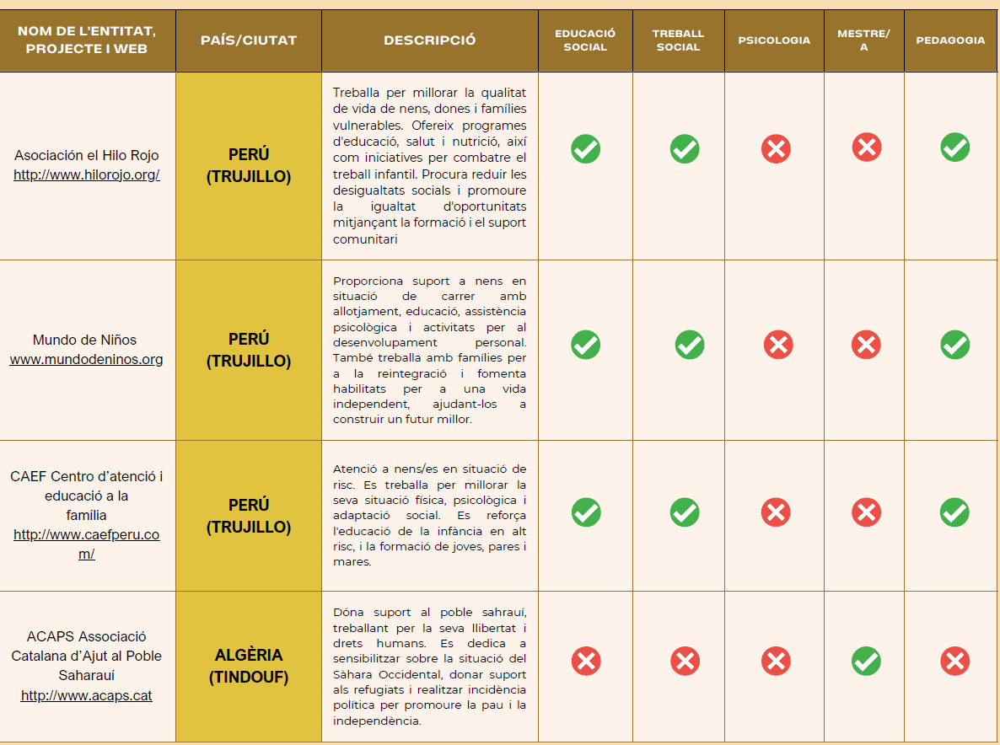 NOM DE L'ENTITAT,
PROJECTE I WEB
PAÍS/CIUTAT
DESCRIPCIÓ
EDUCACIÓ
SOCIAL
TREBALL
SOCIAL
PSICOLOGIA
MESTRE/
A
PEDAGOGIA
Asociación el Hilo Rojo
http://www.hilorojo.org/
PERÚ
(TRUJILLO)
Treballa per millorar la qualitat
de vida de nens, dones i famílies
vulnerables. Ofereix programes
d'educació, salut i nutrició, així
com iniciatives per combatre el
treball infantil. Procura reduir les
desigualtats socials i promoure
la igualtat d'oportunitats
mitjançant la formació i el suport
comunitari
Mundo de Niños
www.mundodeninos.org
PERÚ
(TRUJILLO)
Proporciona suport a nens en
situació de carrer amb
allotjament, educació, assistència
psicològica i activitats per al
desenvolupament personal.
També treballa amb famílies per
a la reintegració i fomenta
habilitats per a una vida
independent, ajudant-los a
construir un futur millor.
CAEF Centro d'atenció i
educació a la
família
http://www.caefperu.co
m/
PERÚ
(TRUJILLO)
Atenció a nens/es en situació de
risc. Es treballa per millorar la
seva situació física, psicològica i
adaptació social. Es reforça
l'educació de la infància en alt
risc, i la formació de joves, pares i
mares.
ACAPS Associació
Catalana d'Ajut al Poble
Saharauí
http://www.acaps.cat
ALGÈRIA
(TINDOUF)
Dóna suport al poble sahrauí,
treballant per la seva llibertat i
drets humans. Es dedica a
sensibilitzar sobre la situació del
Sàhara Occidental, donar suport
als refugiats i realitzar incidència
política per promoure la pau i la
independència.